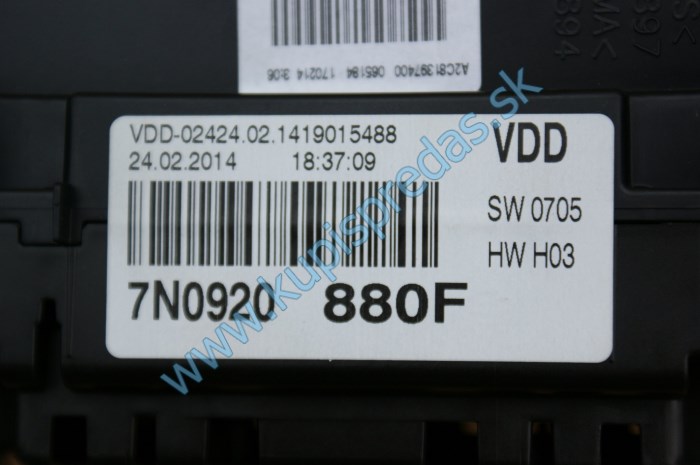 A2C81397400 065184 170214 3:06
VDD-02424.02.1419015488
24.02.2014 18:37:09
VDD
SW 0705
HW H03
7N0920 880F
www.kupispredas.sk